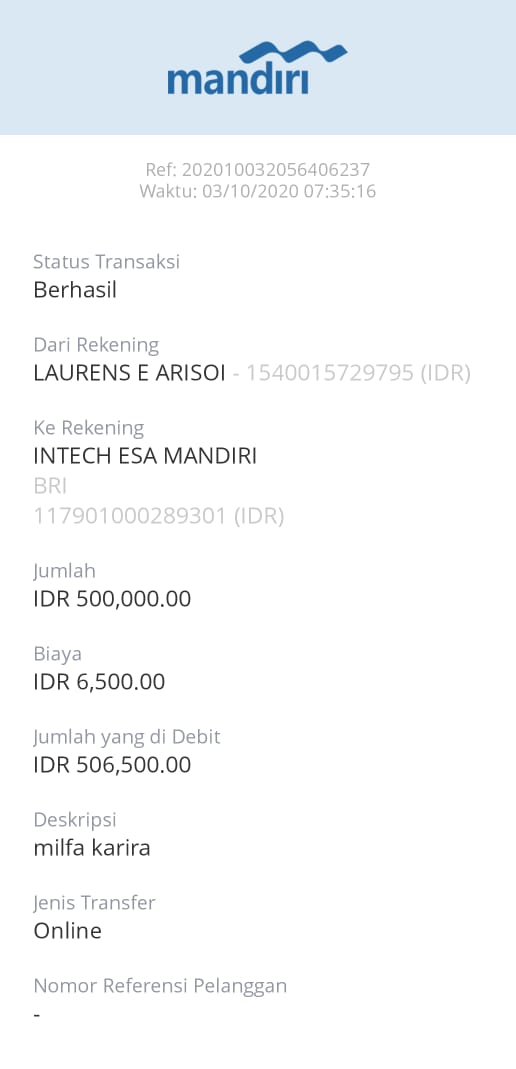 mandiri
Ref: 202010032056406237
Waktu: 03/10/2020 07:35:16
Status Transaksi
Berhasil
Dari Rekening
LAURENS E ARISOI - 1540015729795 (IDR)
Ke Rekening
INTECH ESA MANDIRI
BRI
117901000289301 (IDR)
Jumlah
IDR 500,000.00
Biaya
IDR 6,500.00
Jumlah yang di Debit
IDR 506,500.00
Deskripsi
milfa karira
Jenis Transfer
Online
Nomor Referensi Pelanggan
-